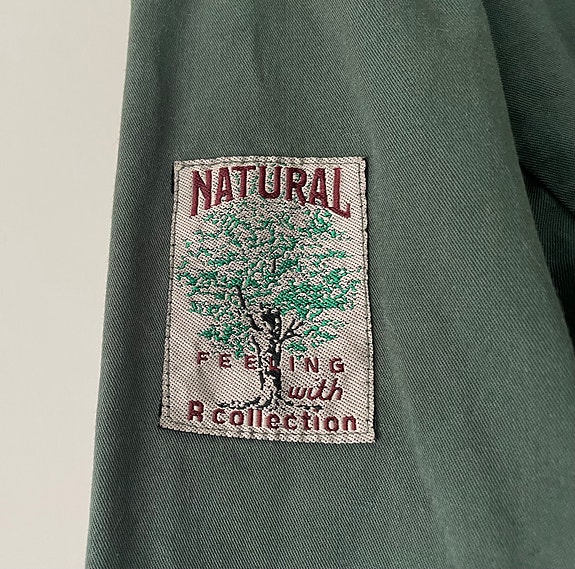 NATURAL
FEELING
with
R collection